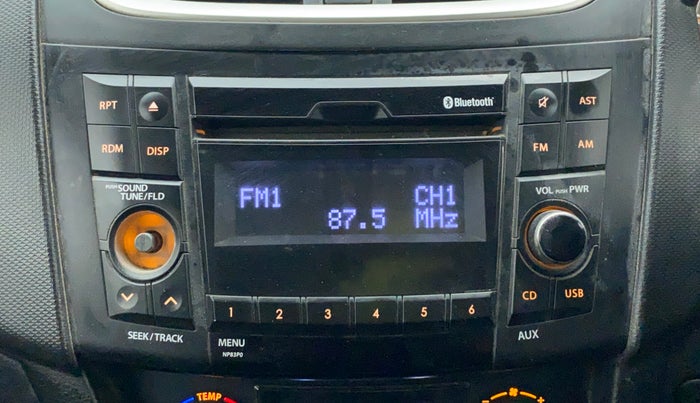 RPT
Bluetooth®
AST
RDM DISP
FM AM
PUSH SOUND
TUNE/FLD
FM1 CH1
87.5 MHz
VOL PUSH PWR
1 2 3 4 5 6
CD USB
SEEK/TRACK
MENU
NP83P0
AUX
TEMP
- +